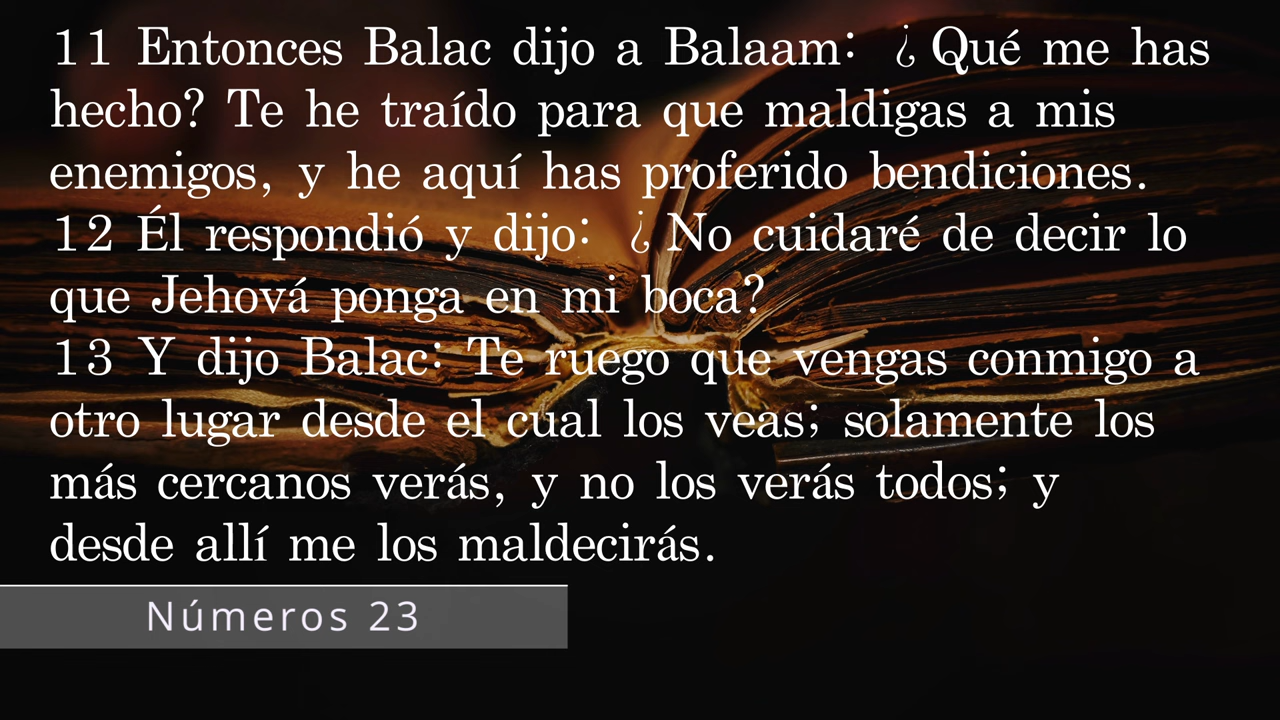 11 Entonces Balac dijo a Balaam: ¿ Qué me has
hecho? Te he traído para que maldigas a mis
enemigos, y he aquí has proferido bendiciones.
12 Él respondió y dijo: ¿ No cuidaré de decir lo
que Jehová ponga en mi boca?
13 Y dijo Balac: Te ruego que vengas conmigo a
otro lugar desde el cual los veas; solamente los
más cercanos verás, y no los verás todos; y
desde allí me los maldecirás.
Números 23